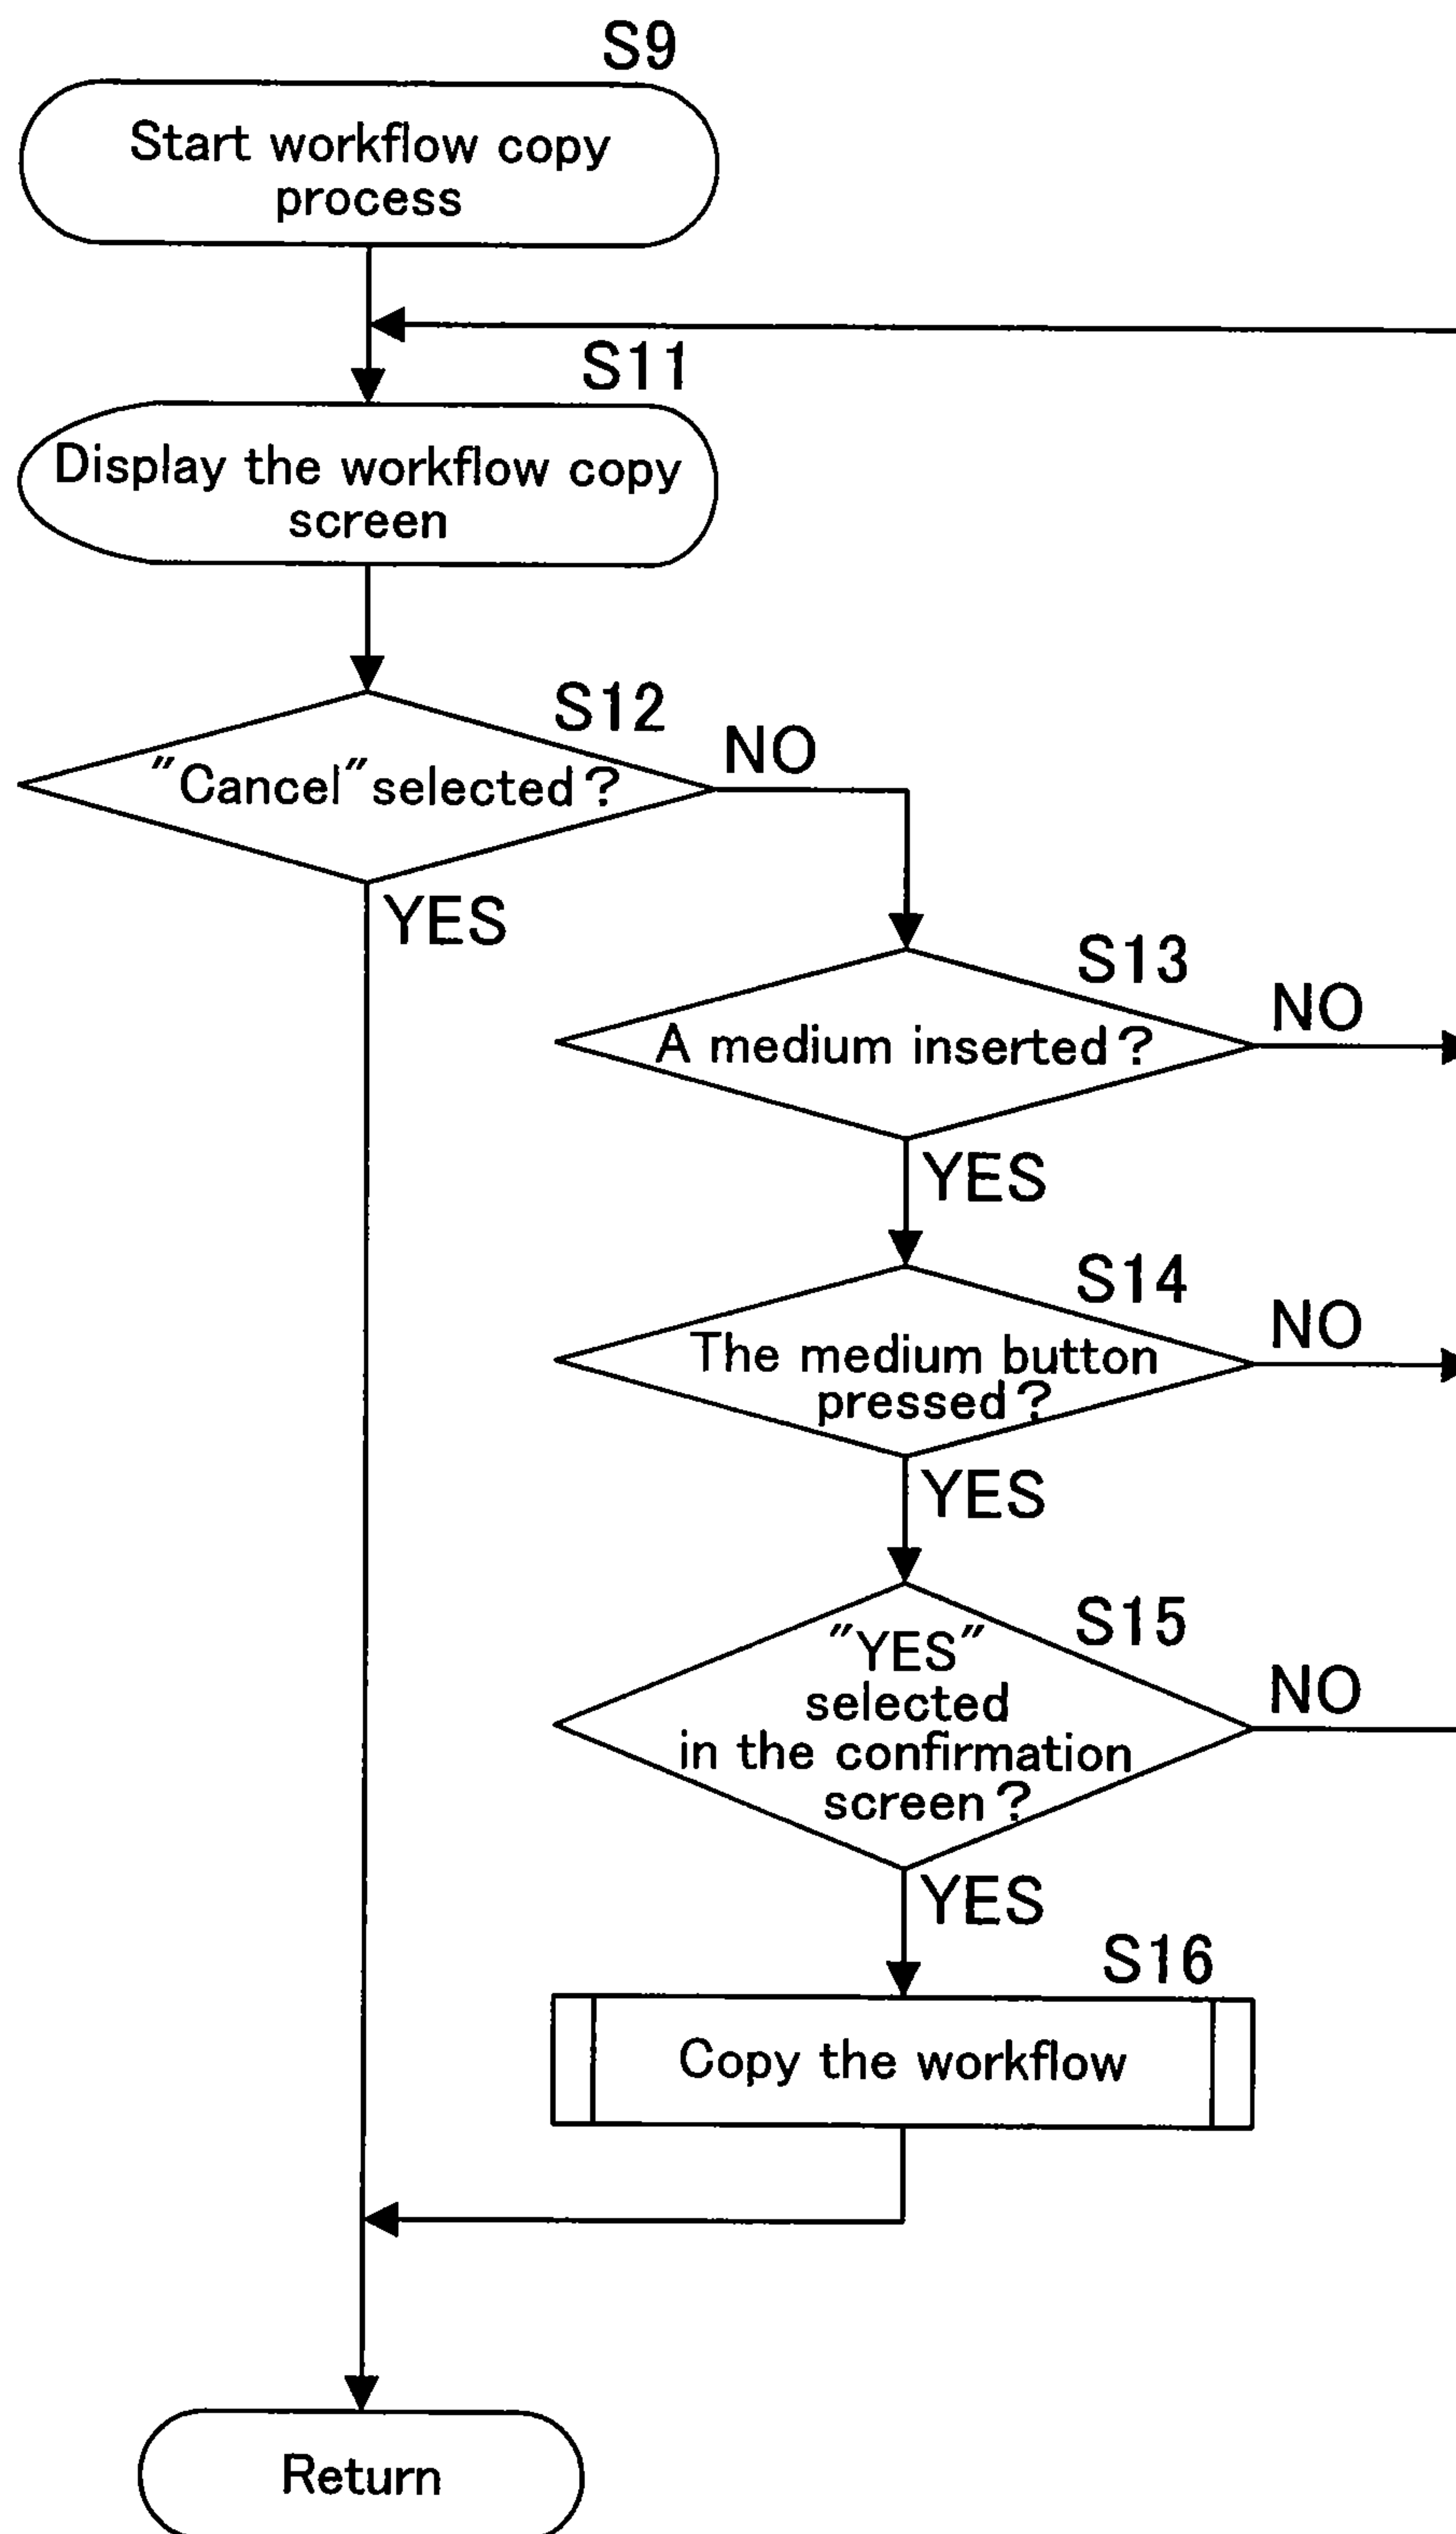 S9
Start workflow copy
process
S11
Display the workflow copy
screen
S12
"Cancel"selected?
NO
YES
S13
A medium inserted?
NO
YES
S14
The medium button
pressed?
NO
YES
S15
"YES"
selected
in the confirmation
screen?
NO
YES
S16
Copy the workflow
Return